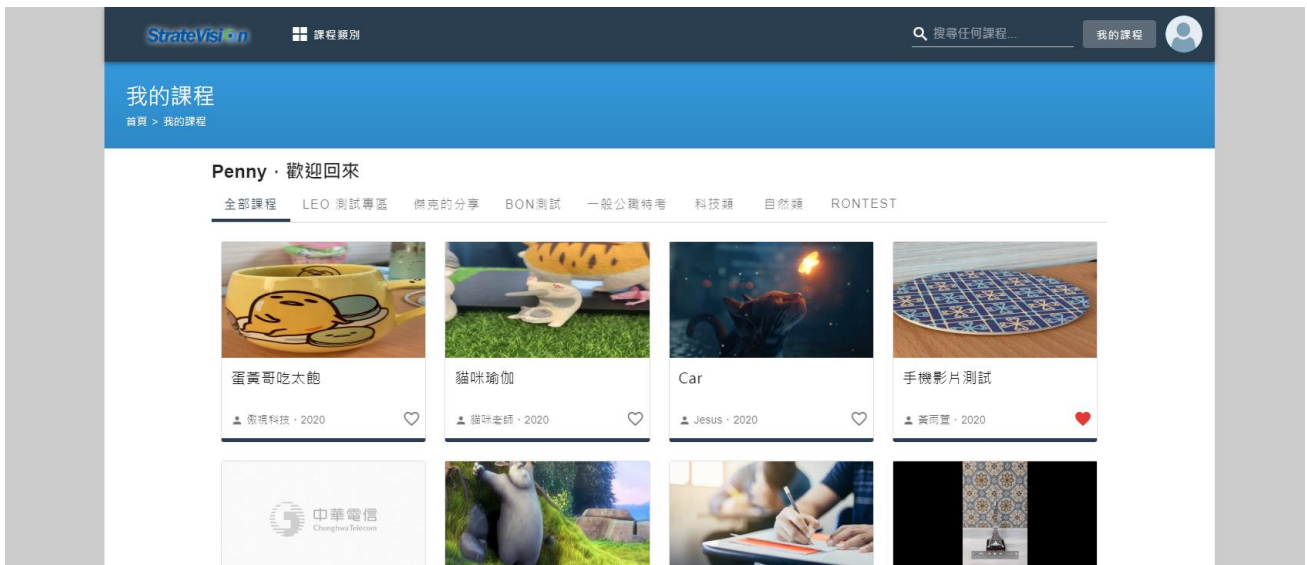 StrateVision
課程類別
搜尋任何課程...
我的課程
我的課程
首頁 > 我的課程
Penny，歡迎回來
全部課程 LEO 測試專區 傑克的分享 BON測試 一般公職特考 科技類 自然類 RONTEST
蛋黃哥吃太飽
傲視科技．2020
貓咪瑜伽
貓咪老師．2020
Car
Jesus．2020
手機影片測試
黃雨萱．2020
中華電信
Chunghwa Telecom